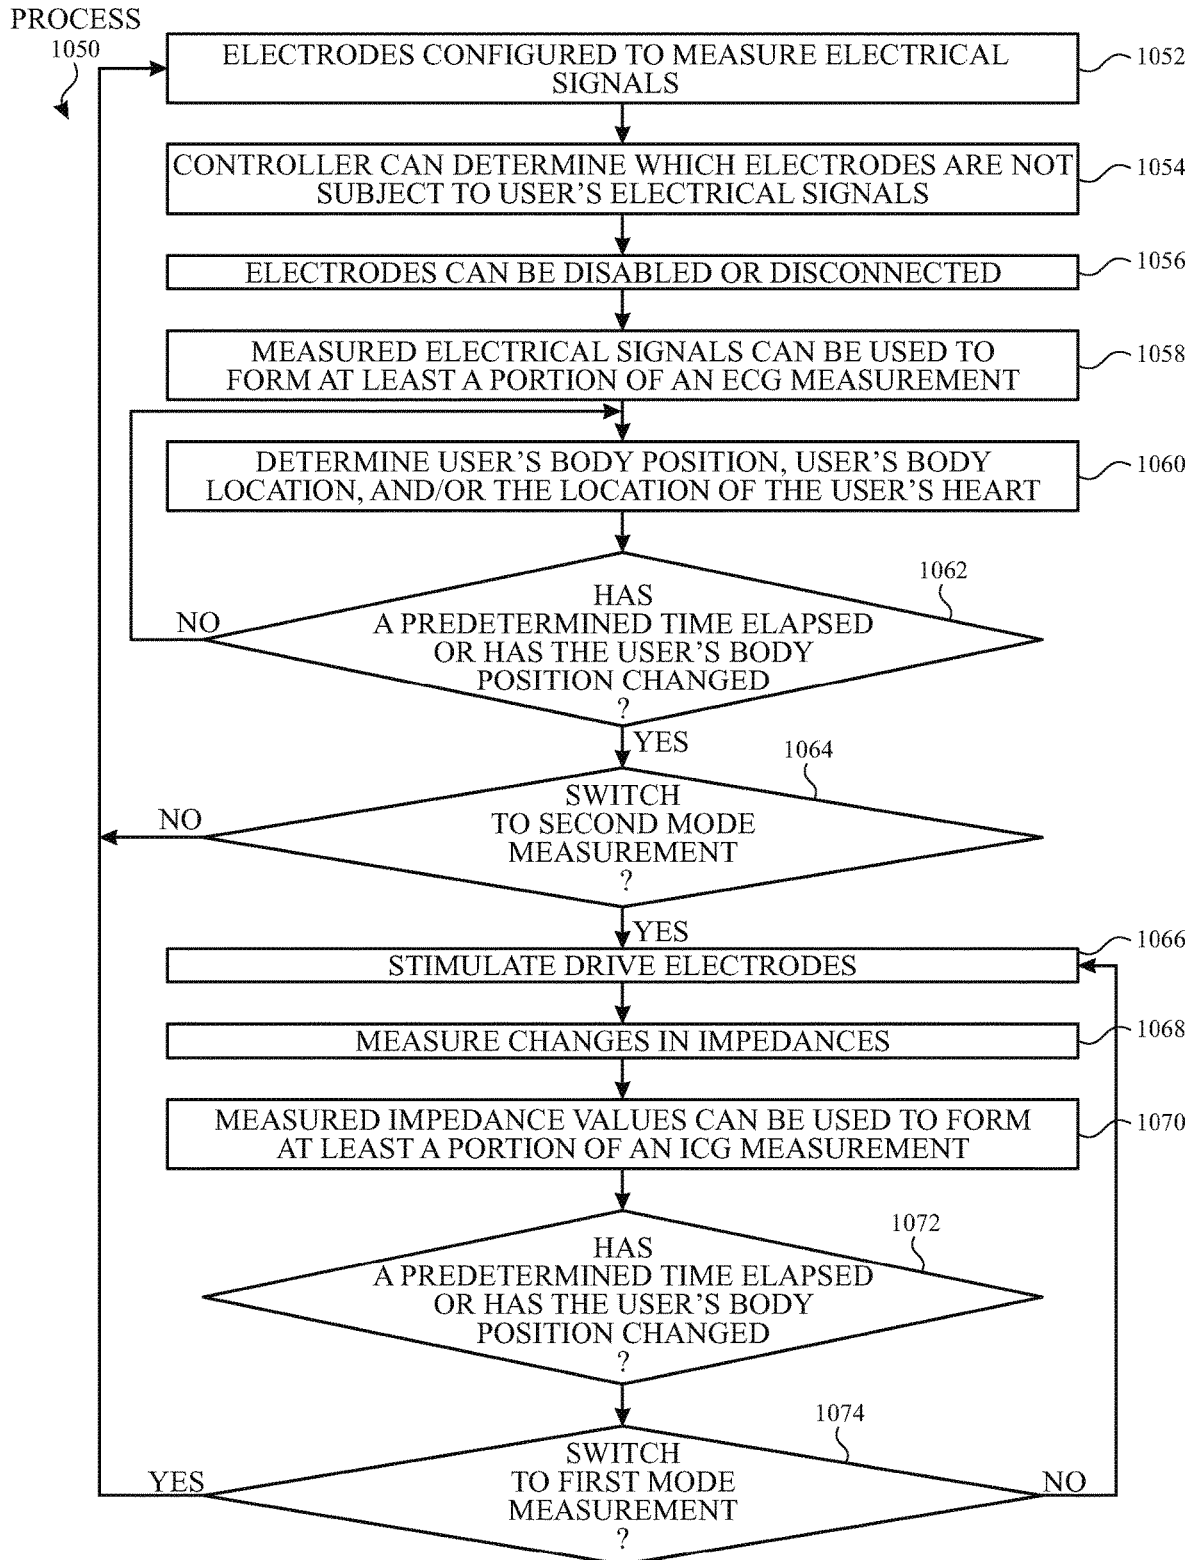 PROCESS
1050
ELECTRODES CONFIGURED TO MEASURE ELECTRICAL
SIGNALS
1052
CONTROLLER CAN DETERMINE WHICH ELECTRODES ARE NOT
SUBJECT TO USER'S ELECTRICAL SIGNALS
1054
ELECTRODES CAN BE DISABLED OR DISCONNECTED
1056
MEASURED ELECTRICAL SIGNALS CAN BE USED TO
FORM AT LEAST A PORTION OF AN ECG MEASUREMENT
1058
DETERMINE USER'S BODY POSITION, USER'S BODY
LOCATION, AND/OR THE LOCATION OF THE USER'S HEART
1060
1062
HAS
A PREDETERMINED TIME ELAPSED
OR HAS THE USER'S BODY
POSITION CHANGED
?
NO
YES
1064
SWITCH
TO SECOND MODE
MEASUREMENT
?
NO
YES
STIMULATE DRIVE ELECTRODES
1066
MEASURE CHANGES IN IMPEDANCES
1068
MEASURED IMPEDANCE VALUES CAN BE USED TO FORM
AT LEAST A PORTION OF AN ICG MEASUREMENT
1070
1072
HAS
A PREDETERMINED TIME ELAPSED
OR HAS THE USER'S BODY
POSITION CHANGED
?
1074
SWITCH
TO FIRST MODE
MEASUREMENT
?
YES
NO